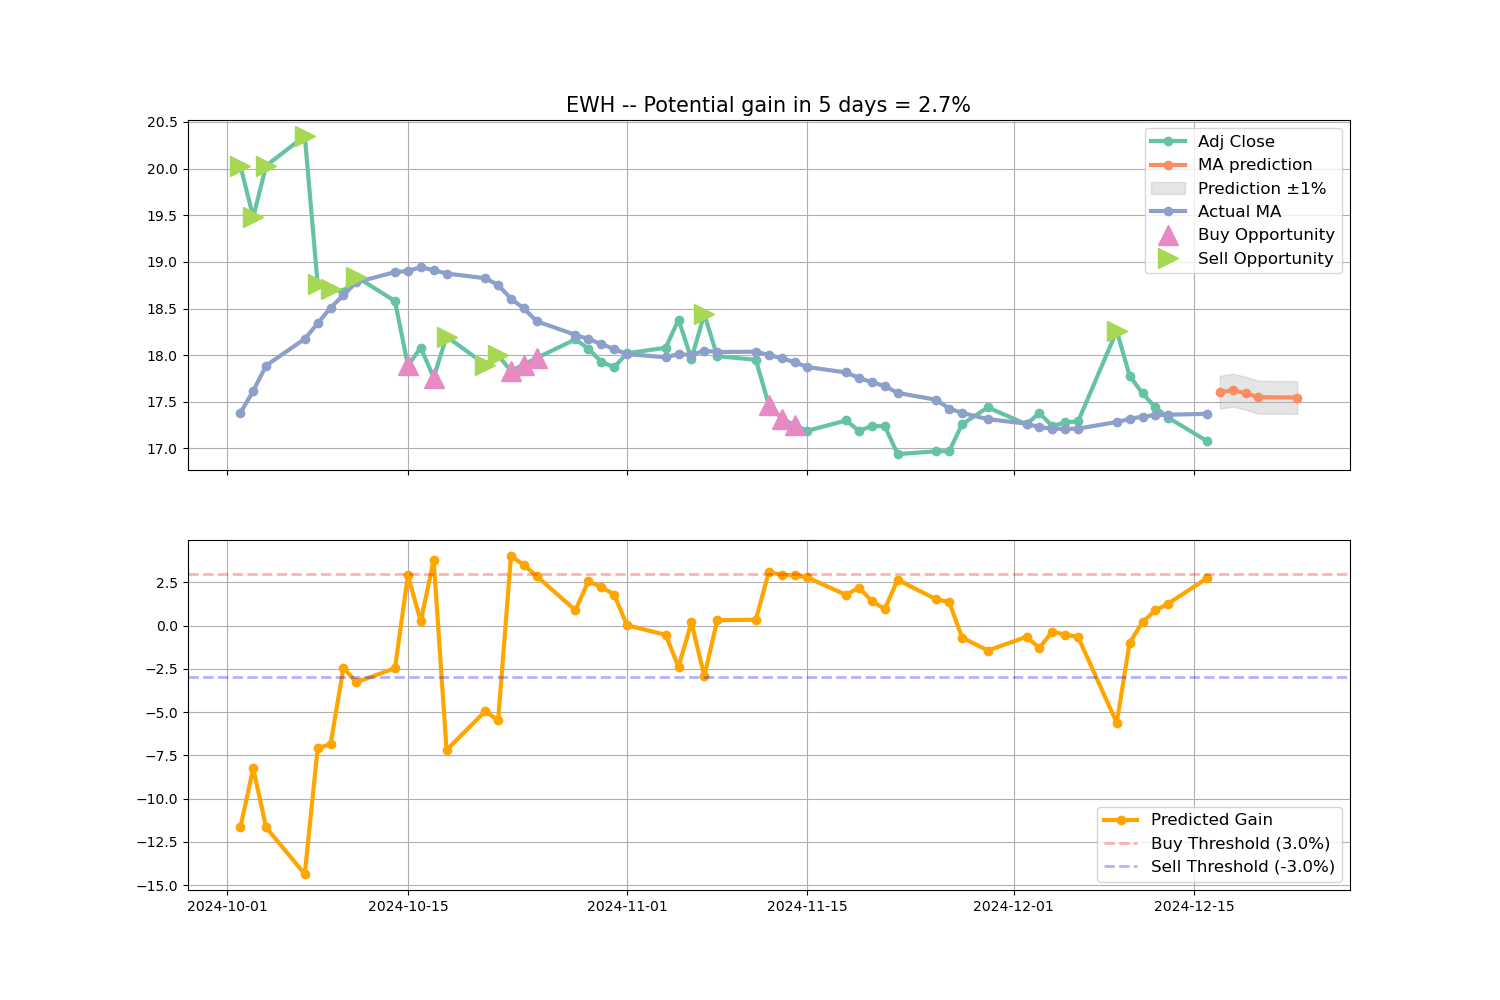 EWH -- Potential gain in 5 days = 2.7%
20.5
20.0
19.5
19.0
18.5
18.0
17.5
17.0
Adj Close
MA prediction
Prediction ±1%
Actual MA
Buy Opportunity
Sell Opportunity
2.5
0.0
−2.5
−5.0
−7.5
−10.0
−12.5
−15.0
Predicted Gain
Buy Threshold (3.0%)
Sell Threshold (-3.0%)
2024-10-01
2024-10-15
2024-11-01
2024-11-15
2024-12-01
2024-12-15